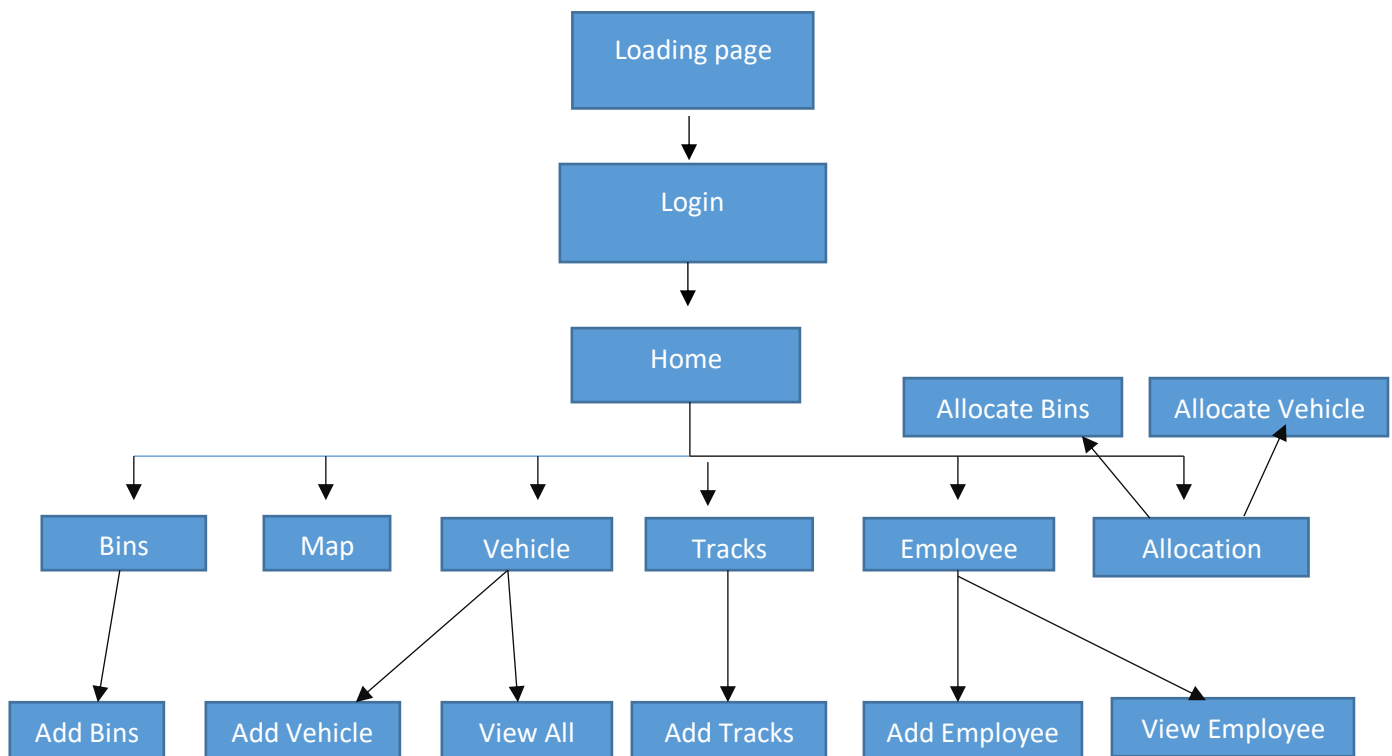 Loading page
Login
Home
Allocate Bins
Allocate Vehicle
Bins
Map
Vehicle
Tracks
Employee
Allocation
Add Bins
Add Vehicle
View All
Add Tracks
Add Employee
View Employee